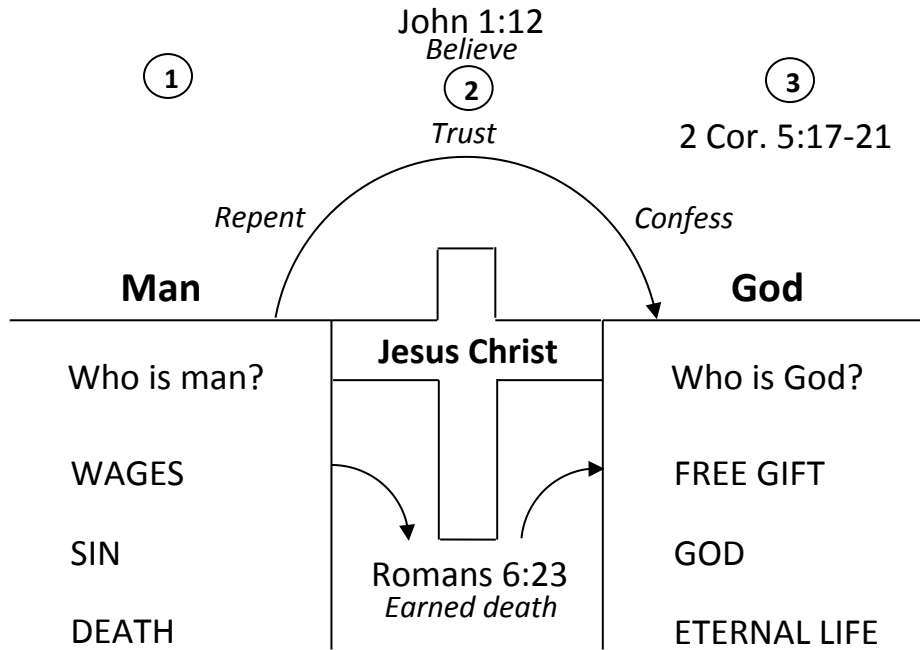 John 1:12
Believe
1
2
3
Trust
2 Cor. 5:17-21
Repent
Confess
Man
God
Jesus Christ
Who is man?
Who is God?
WAGES
FREE GIFT
SIN
GOD
Romans 6:23
Earned death
DEATH
ETERNAL LIFE